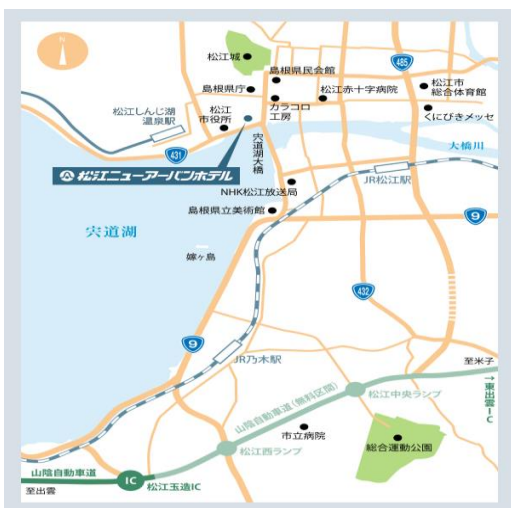 N
松江城
485
島根県民会館
島根県庁
松江赤十字病院
松江市
総合体育館
カラコロ
工房
くにびきメッセ
松江しんじ湖
温泉駅
松江
市役所
431
宍道湖大橋
大橋川
松江ニューアーバンホテル
JR松江駅
NHK松江放送局
島根県立美術館
9
宍道湖
嫁ヶ島
432
9
JR乃木駅
至米子
→東出雲IC
山陰自動車道(無料区間)
松江中央ランプ
市立病院
総合運動公園
松江西ランプ
山陰自動車道
IC
松江玉造IC
至出雲